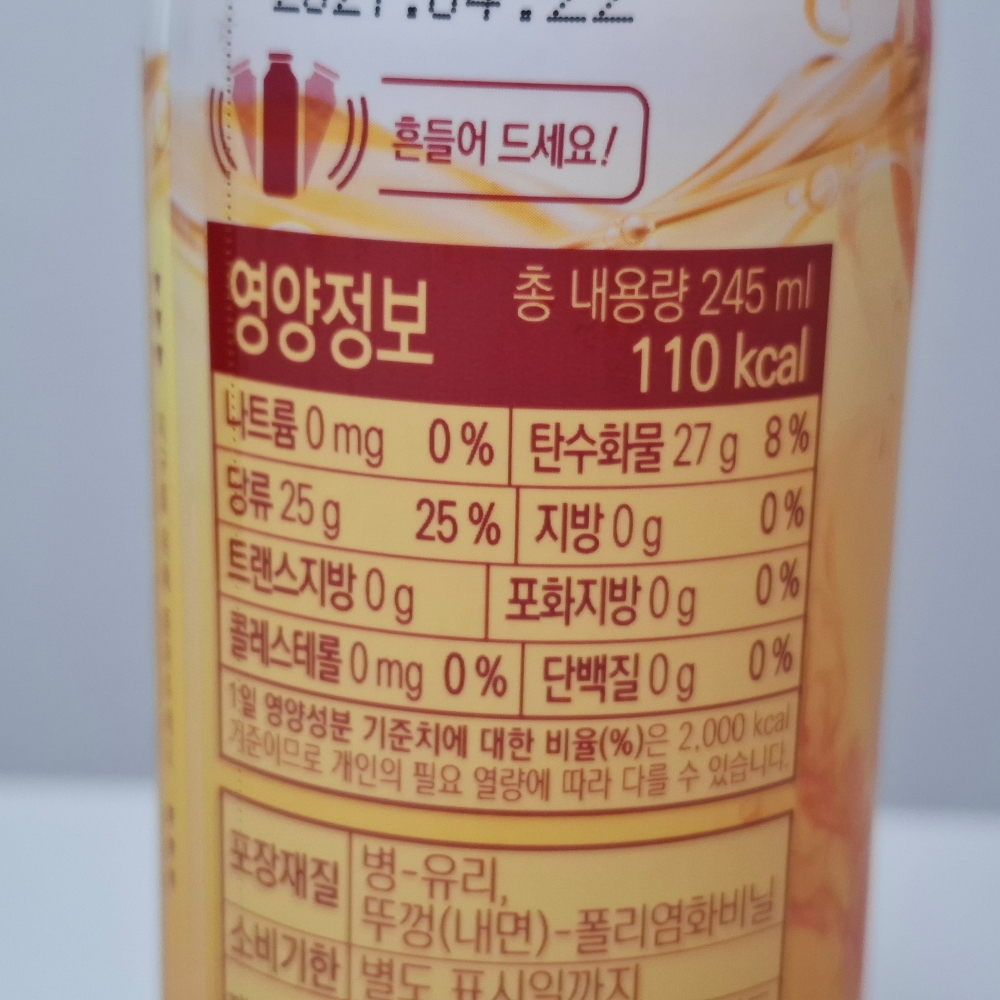 2027.04.22
흔들어 드세요!
영양정보
총 내용량 245 ml
110 kcal
나트륨 0 mg 0 % 탄수화물 27 g 8 %
당류 25 g 25 % 지방 0 g 0 %
트랜스지방 0 g 포화지방 0 g 0 %
콜레스테롤 0 mg 0 % 단백질 0 g 0 %
1일 영양성분 기준치에 대한 비율(%)은 2,000 kcal
기준이므로 개인의 필요 열량에 따라 다를 수 있습니다.
포장재질 병-유리,
뚜껑(내면)-폴리염화비닐
소비기한 별도 표시일까지